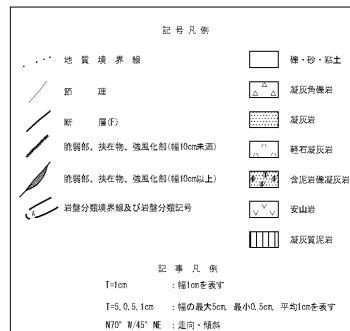 記号凡例
地質境界線
節理
断層(F)
脆弱部、挟在物、強風化部(幅10cm未満)
脆弱部、挟在物、強風化部(幅10cm以上)
A
岩盤分類境界線及び岩盤分類記号
礫・砂・粘土
凝灰角礫岩
凝灰岩
軽石凝灰岩
含泥岩礫凝灰岩
安山岩
凝灰質泥岩
記事凡例
T=1cm :幅1cmを表す
T=5,0.5,1cm :幅の最大5cm、最小0.5cm、平均1cmを表す
N70° W/45° NE :走向・傾斜